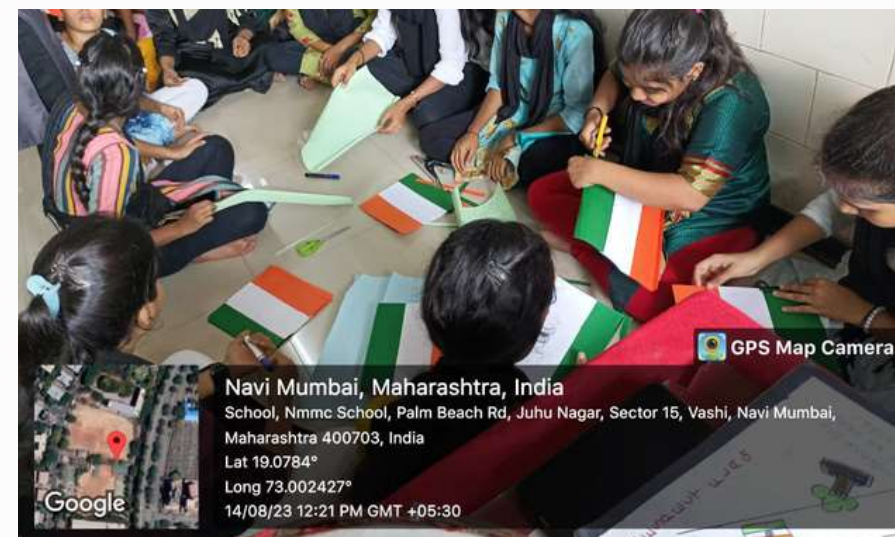 GPS Map Camera
Navi Mumbai, Maharashtra, India
School, Nmmc School, Palm Beach Rd, Juhu Nagar, Sector 15, Vashi, Navi Mumbai,
Maharashtra 400703, India
Lat 19.0784°
Long 73.002427°
14/08/23 12:21 PM GMT +05:30
Google